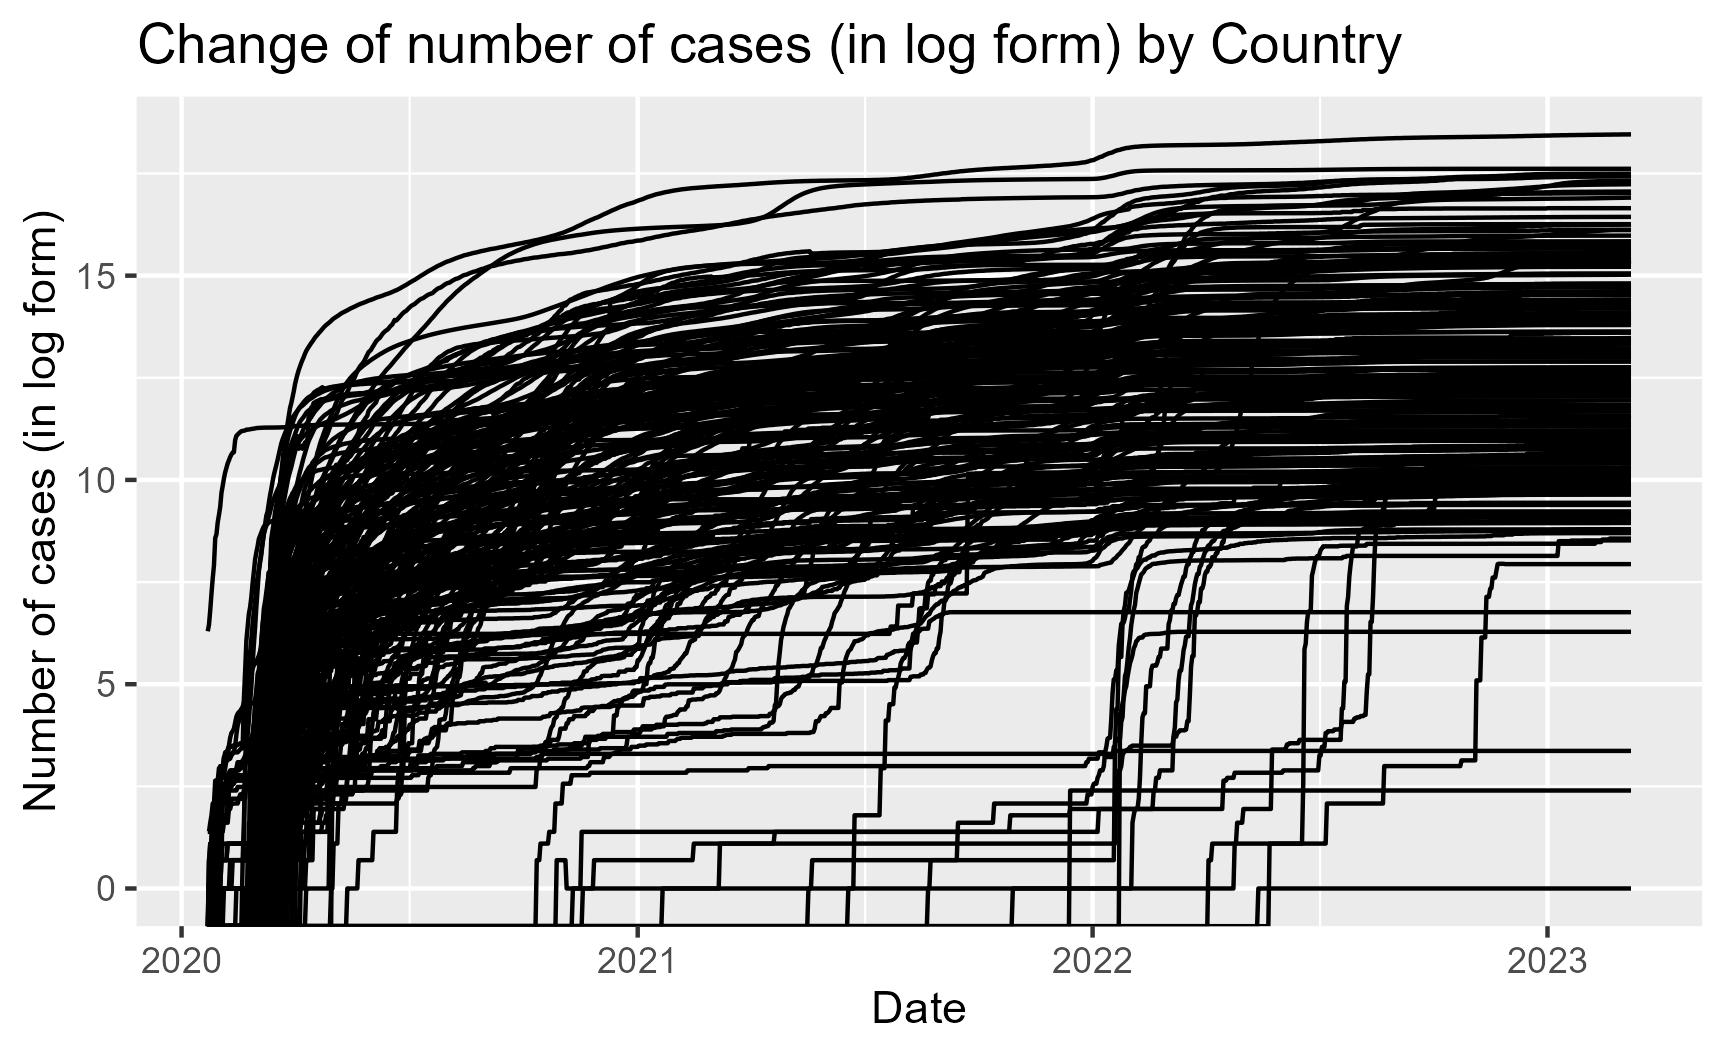 Change of number of cases (in log form) by Country
Number of cases (in log form)
15
10
5
0
2020 2021 2022 2023
Date